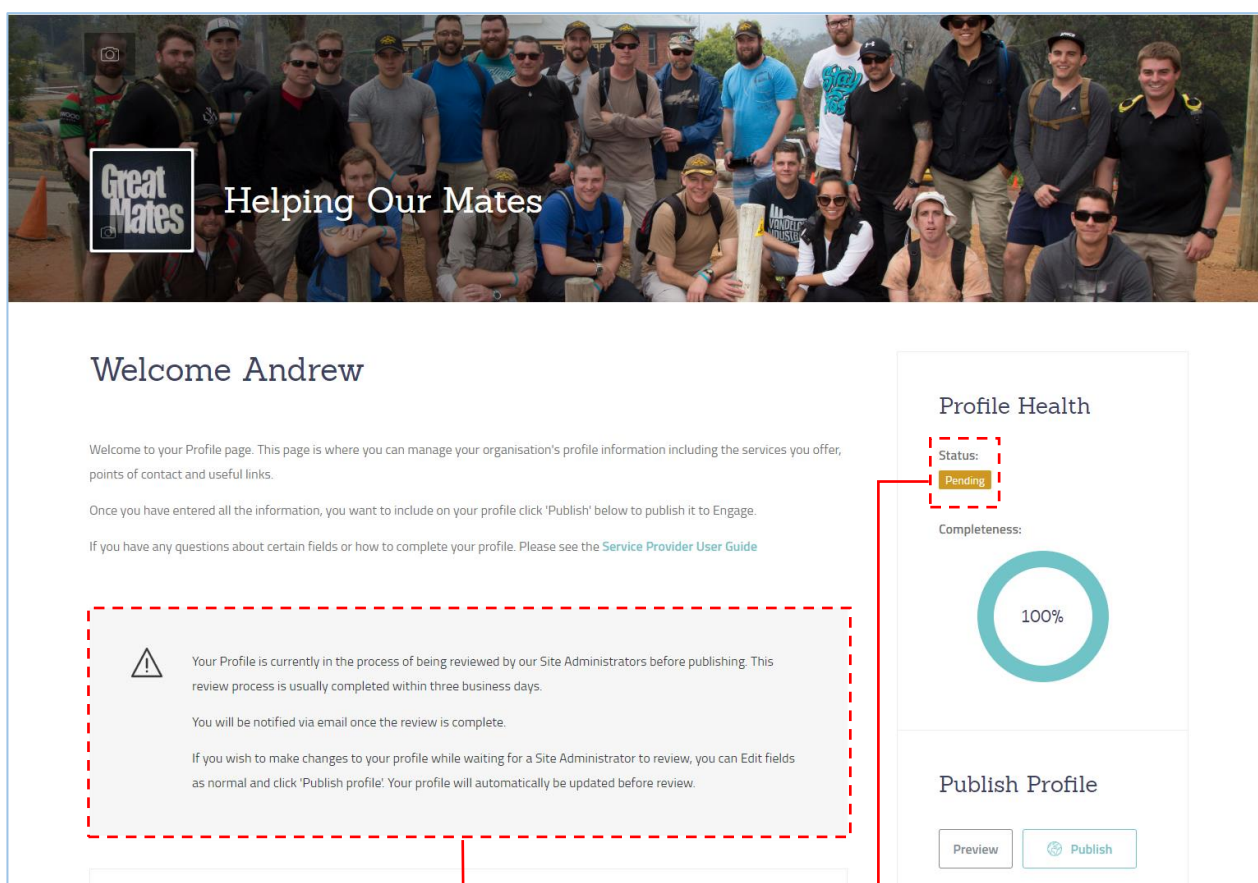 Great
Mates
Helping Our Mates
Stay
VANDELAY
Welcome Andrew
Welcome to your Profile page. This page is where you can manage your organisation's profile information including the services you offer,
points of contact and useful links.
Once you have entered all the information, you want to include on your profile click 'Publish' below to publish it to Engage.
If you have any questions about certain fields or how to complete your profile. Please see the Service Provider User Guide
Your Profile is currently in the process of being reviewed by our Site Administrators before publishing. This
review process is usually completed within three business days.
You will be notified via email once the review is complete.
If you wish to make changes to your profile while waiting for a Site Administrator to review, you can Edit fields
as normal and click 'Publish profile'. Your profile will automatically be updated before review.
Profile Health
Status:
Pending
Completeness:
100%
Publish Profile
Preview
Publish